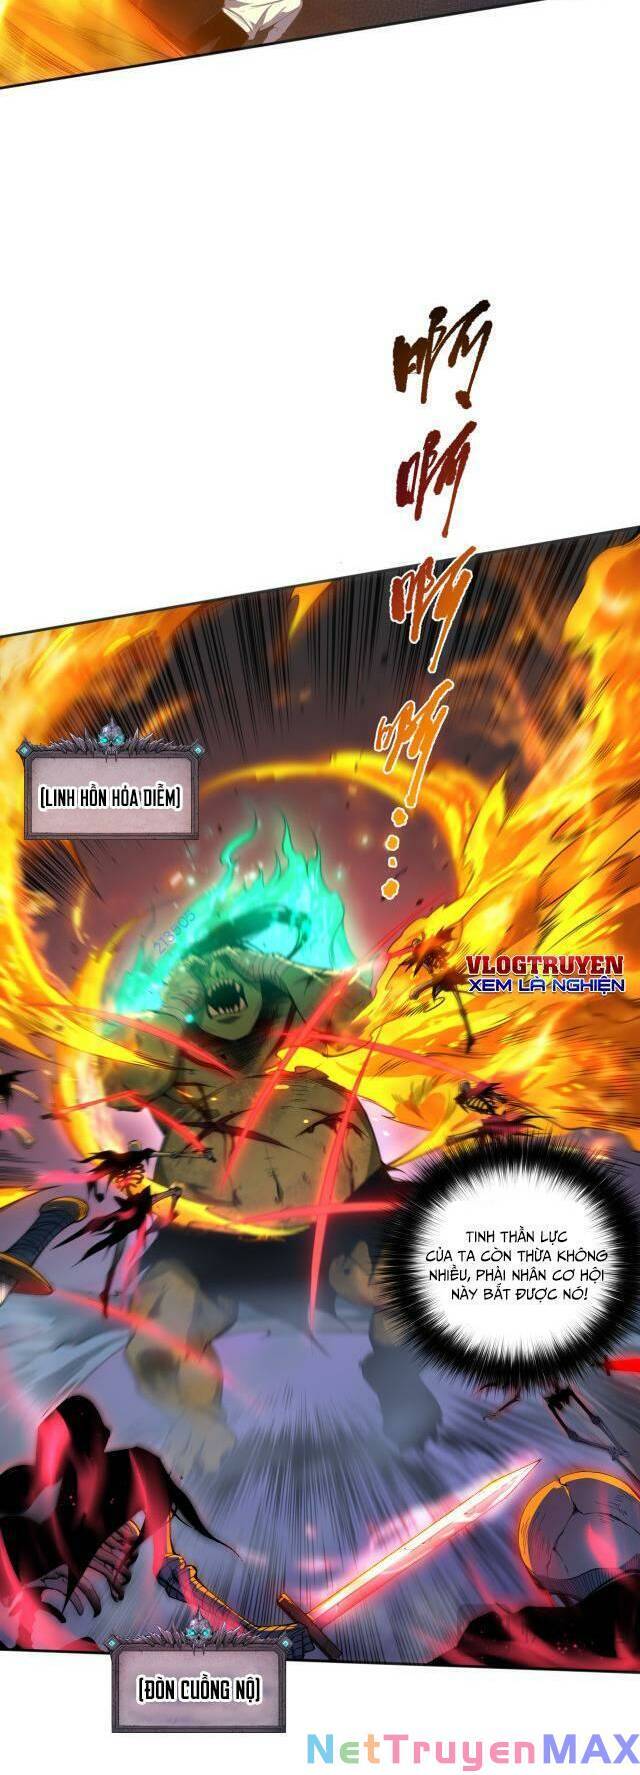 啊
啊
啊
啊
[LINH HỒN HỎA DIỄM]
213905
VLOGTRUYEN
XEM LÀ NGHIỆN
TINH THẦN LỰC
CỦA TA CÒN THỪA KHÔNG
NHIỀU, PHẢI NHÂN CƠ HỘI
NÀY BẮT ĐƯỢC NÓ!
[ĐÒN CUỒNG NỘ]
NETTRUYENMAX